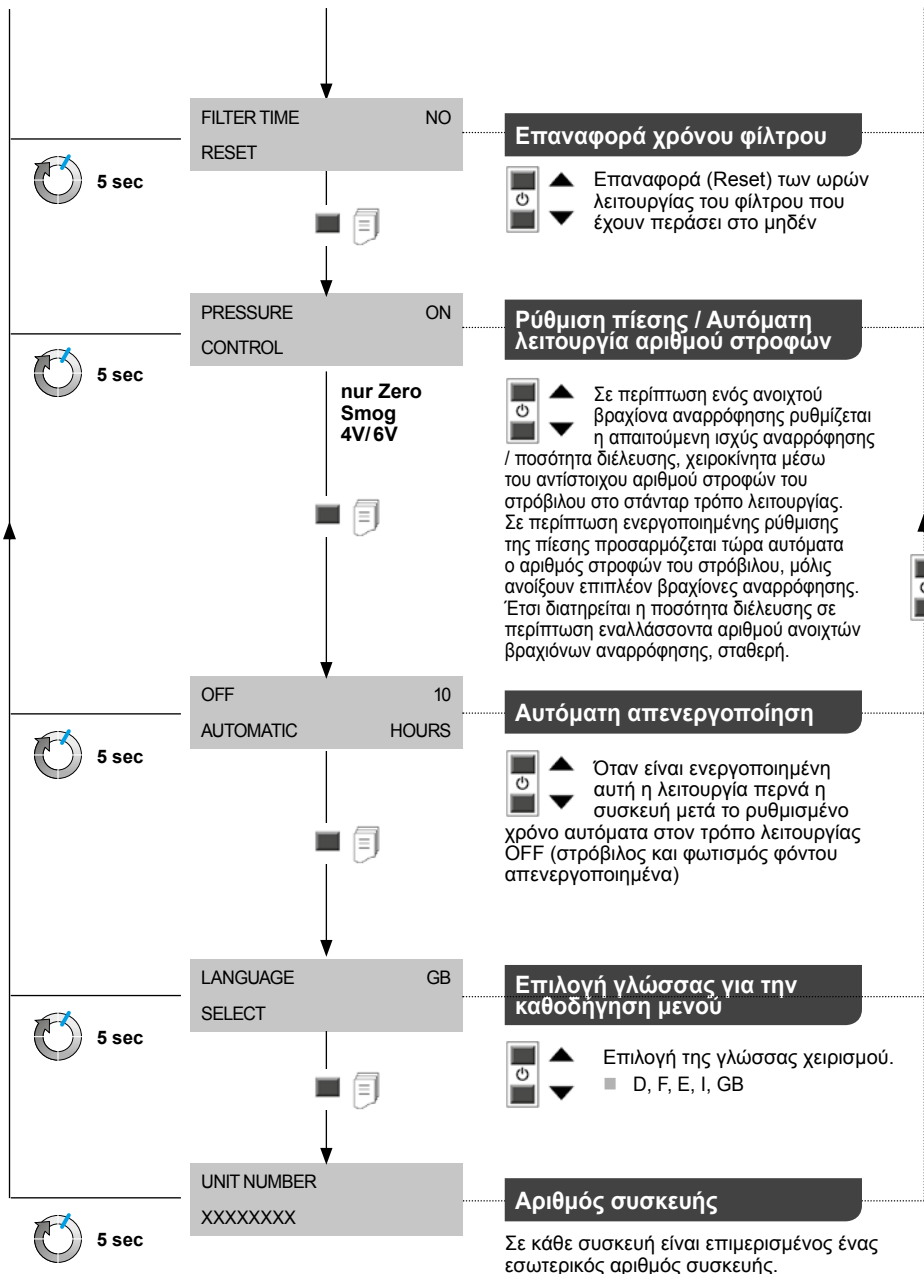 FILTER TIME NO
RESET
5 sec
Επαναφορά χρόνου φίλτρου
Επαναφορά (Reset) των ωρών
λειτουργίας του φίλτρου που
έχουν περάσει στο μηδέν
PRESSURE ON
CONTROL
5 sec
nur Zero
Smog
4V/ 6V
Ρύθμιση πίεσης / Αυτόματη
λειτουργία αριθμού στροφών
Σε περίπτωση ενός ανοιχτού
βραχίονα αναρρόφησης ρυθμίζεται
η απαιτούμενη ισχύς αναρρόφησης
/ ποσότητα διέλευσης, χειροκίνητα μέσω
του αντίστοιχου αριθμού στροφών του
στρόβιλου στο στάνταρ τρόπο λειτουργίας.
Σε περίπτωση ενεργοποιημένης ρύθμισης
της πίεσης προσαρμόζεται τώρα αυτόματα
ο αριθμός στροφών του στρόβιλου, μόλις
ανοίξουν επιπλέον βραχίονες αναρρόφησης.
Έτσι διατηρείται η ποσότητα διέλευσης σε
περίπτωση εναλλάσσοντα αριθμού ανοιχτών
βραχιόνων αναρρόφησης, σταθερή.
OFF 10
AUTOMATIC HOURS
5 sec
Αυτόματη απενεργοποίηση
Όταν είναι ενεργοποιημένη
αυτή η λειτουργία περνά η
συσκευή μετά το ρυθμισμένο
χρόνο αυτόματα στον τρόπο λειτουργίας
OFF (στρόβιλος και φωτισμός φόντου
απενεργοποιημένα)
LANGUAGE GB
SELECT
5 sec
Επιλογή γλώσσας για την
καθοδήγηση μενού
Επιλογή της γλώσσας χειρισμού.
D, F, E, I, GB
UNIT NUMBER
XXXXXXXX
5 sec
Αριθμός συσκευής
Σε κάθε συσκευή είναι επιμερισμένος ένας
εσωτερικός αριθμός συσκευής.